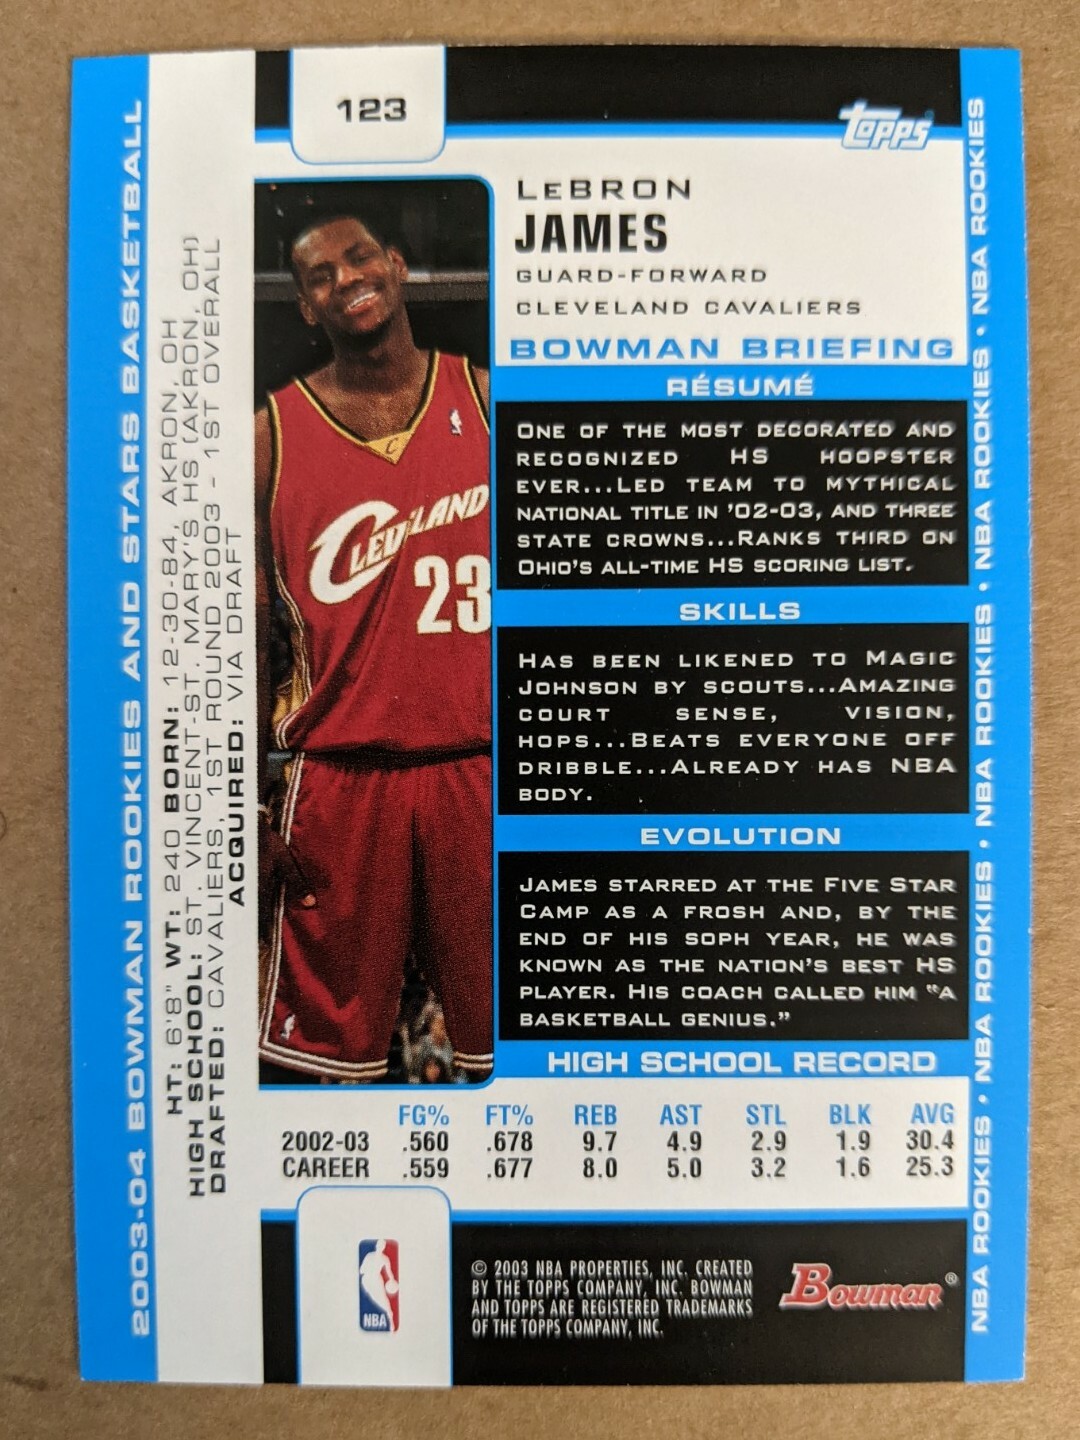 123
Topps
LeBRON
JAMES
GUARD-FORWARD
CLEVELAND CAVALIERS
BOWMAN BRIEFING
RÉSUMÉ
ONE OF THE MOST DECORATED AND
RECOGNIZED HS HOOPSTER
EVER...LED TEAM TO MYTHICAL
NATIONAL TITLE IN '02-03, AND THREE
STATE CROWNS...RANKS THIRD ON
OHIO'S ALL-TIME HS SCORING LIST.
SKILLS
HAS BEEN LIKENED TO MAGIC
JOHNSON BY SCOUTS...AMAZING
COURT SENSE, VISION,
HOPS...BEATS EVERYONE OFF
DRIBBLE...ALREADY HAS NBA
BODY.
EVOLUTION
JAMES STARRED AT THE FIVE STAR
CAMP AS A FROSH AND, BY THE
END OF HIS SOPH YEAR, HE WAS
KNOWN AS THE NATION'S BEST HS
PLAYER. HIS COACH CALLED HIM "A
BASKETBALL GENIUS."
HIGH SCHOOL RECORD
FG% FT% REB AST STL BLK AVG
2002-03 .560 .678 9.7 4.9 2.9 1.9 30.4
CAREER .559 .677 8.0 5.0 3.2 1.6 25.3
2003-04 BOWMAN ROOKIES AND STARS BASKETBALL
HT: 6'8" WT: 240 BORN: 12-30-84, AKRON, OH
HIGH SCHOOL: ST. VINCENT-ST. MARY'S HS (AKRON, OH)
DRAFTED: CAVALIERS, 1ST ROUND 2003 - 1ST OVERALL
ACQUIRED: VIA DRAFT
C
CLEVELAND
23
NBA
© 2003 NBA PROPERTIES, INC. CREATED
BY THE TOPPS COMPANY, INC. BOWMAN
AND TOPPS ARE REGISTERED TRADEMARKS
OF THE TOPPS COMPANY, INC.
Bowman®
NBA ROOKIES • NBA ROOKIES • NBA ROOKIES • NBA ROOKIES • NBA ROOKIES